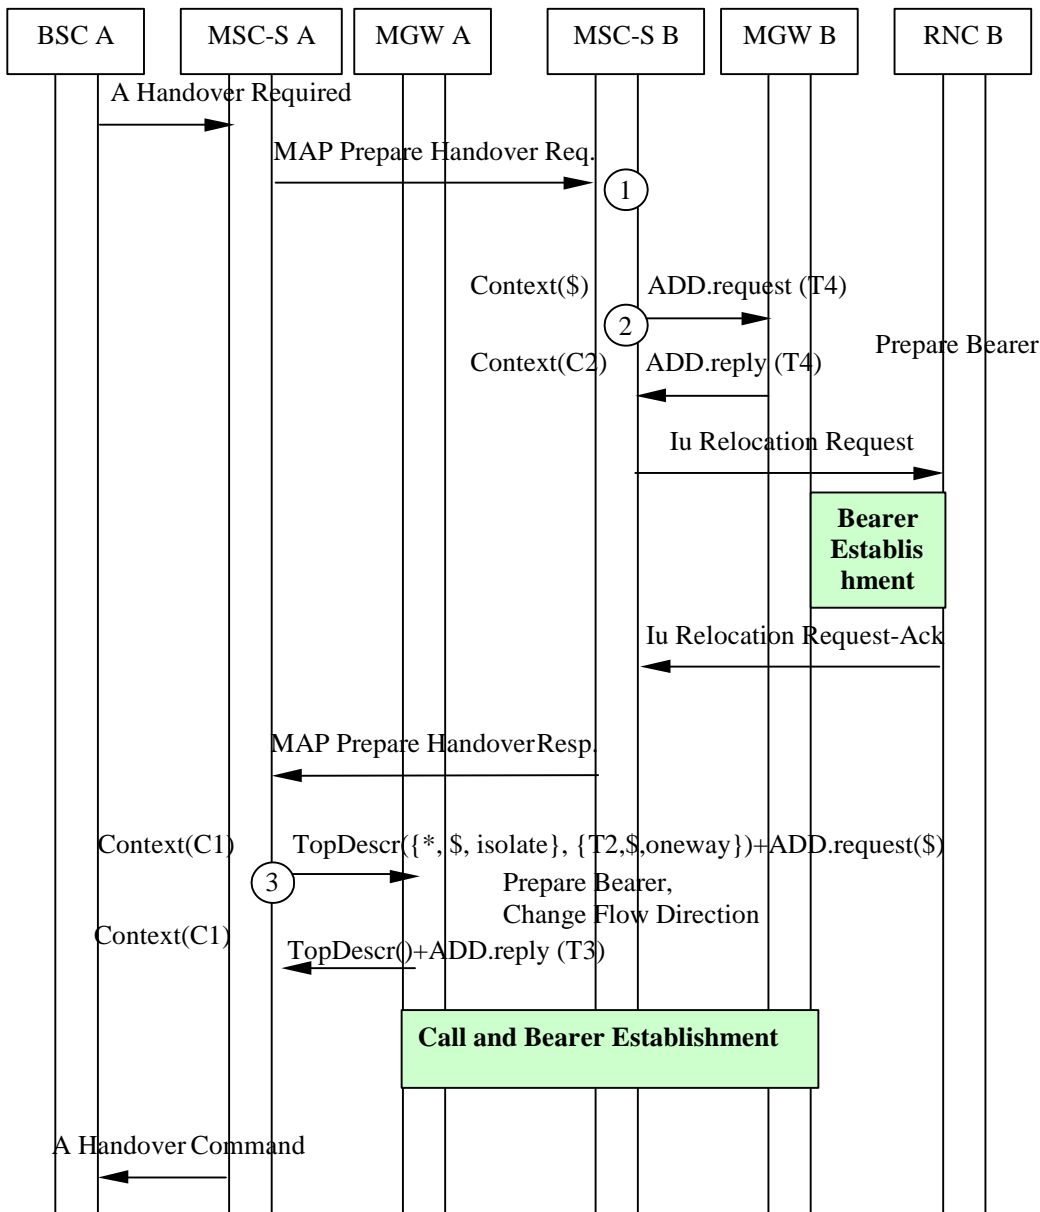 BSC A
MSC-S A
MGW A
MSC-S B
MGW B
RNC B
A Handover Required
MAP Prepare Handover Req.
1
Context($)
ADD.request (T4)
2
Prepare Bearer
Context(C2)
ADD.reply (T4)
Iu Relocation Request
Bearer
Establis
hment
Iu Relocation Request-Ack
MAP Prepare Handover Resp.
Context(C1)
TopDescr({*, $, isolate}, {T2,$,oneway})+ADD.request($)
3
Prepare Bearer,
Change Flow Direction
Context(C1)
TopDescr()+ADD.reply (T3)
Call and Bearer Establishment
A Handover Command